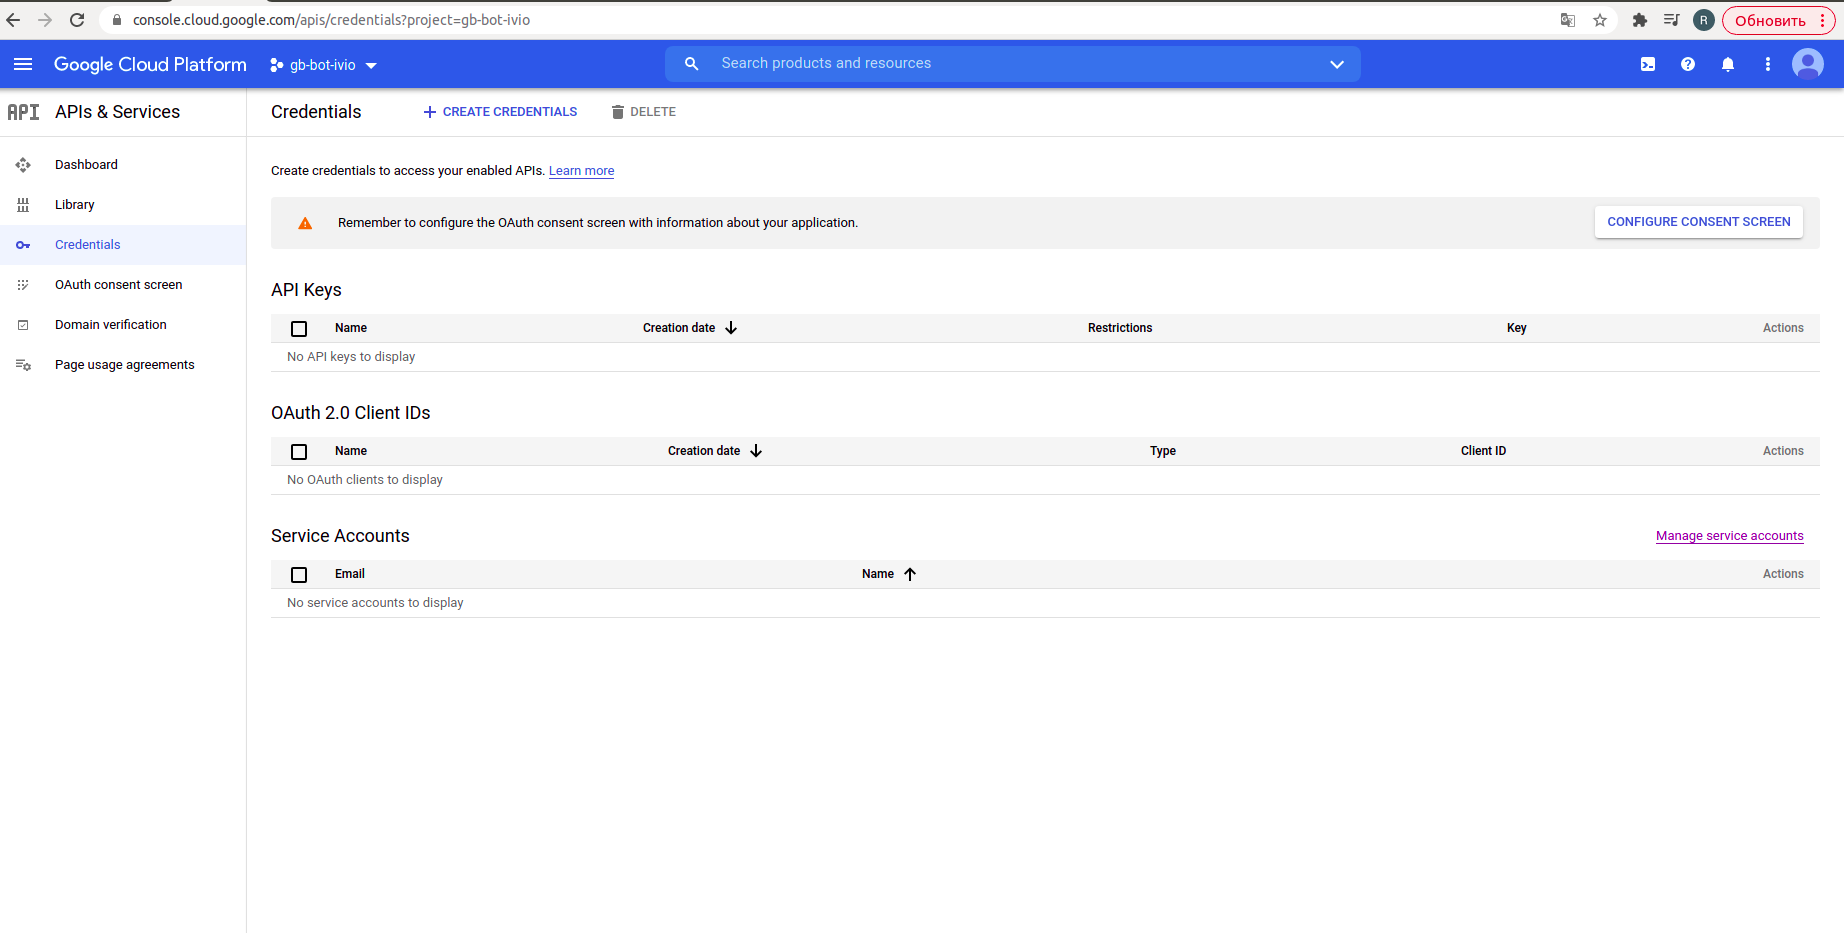 console.cloud.google.com/apis/credentials?project=gb-bot-ivio
R
Обновить
Google Cloud Platform
gb-bot-ivio
Search products and resources
API APIs & Services
Credentials
CREATE CREDENTIALS
DELETE
Dashboard
Library
Credentials
OAuth consent screen
Domain verification
Page usage agreements
Create credentials to access your enabled APIs. Learn more
Remember to configure the OAuth consent screen with information about your application.
CONFIGURE CONSENT SCREEN
API Keys
Name Creation date Restrictions Key Actions
No API keys to display
OAuth 2.0 Client IDs
Name Creation date Type Client ID Actions
No OAuth clients to display
Service Accounts
Manage service accounts
Email Name Actions
No service accounts to display